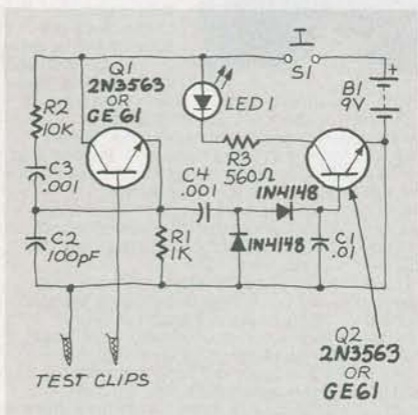 Q1
2N3563
OR
GE61
R2
10K
C3
.001
C2
100pF
LED1
S1
B1
9V
R3
560Ω
C4
.001
1N4148
1N4148
R1
1K
C1
.01
Q2
2N3563
OR
GE61
TEST CLIPS